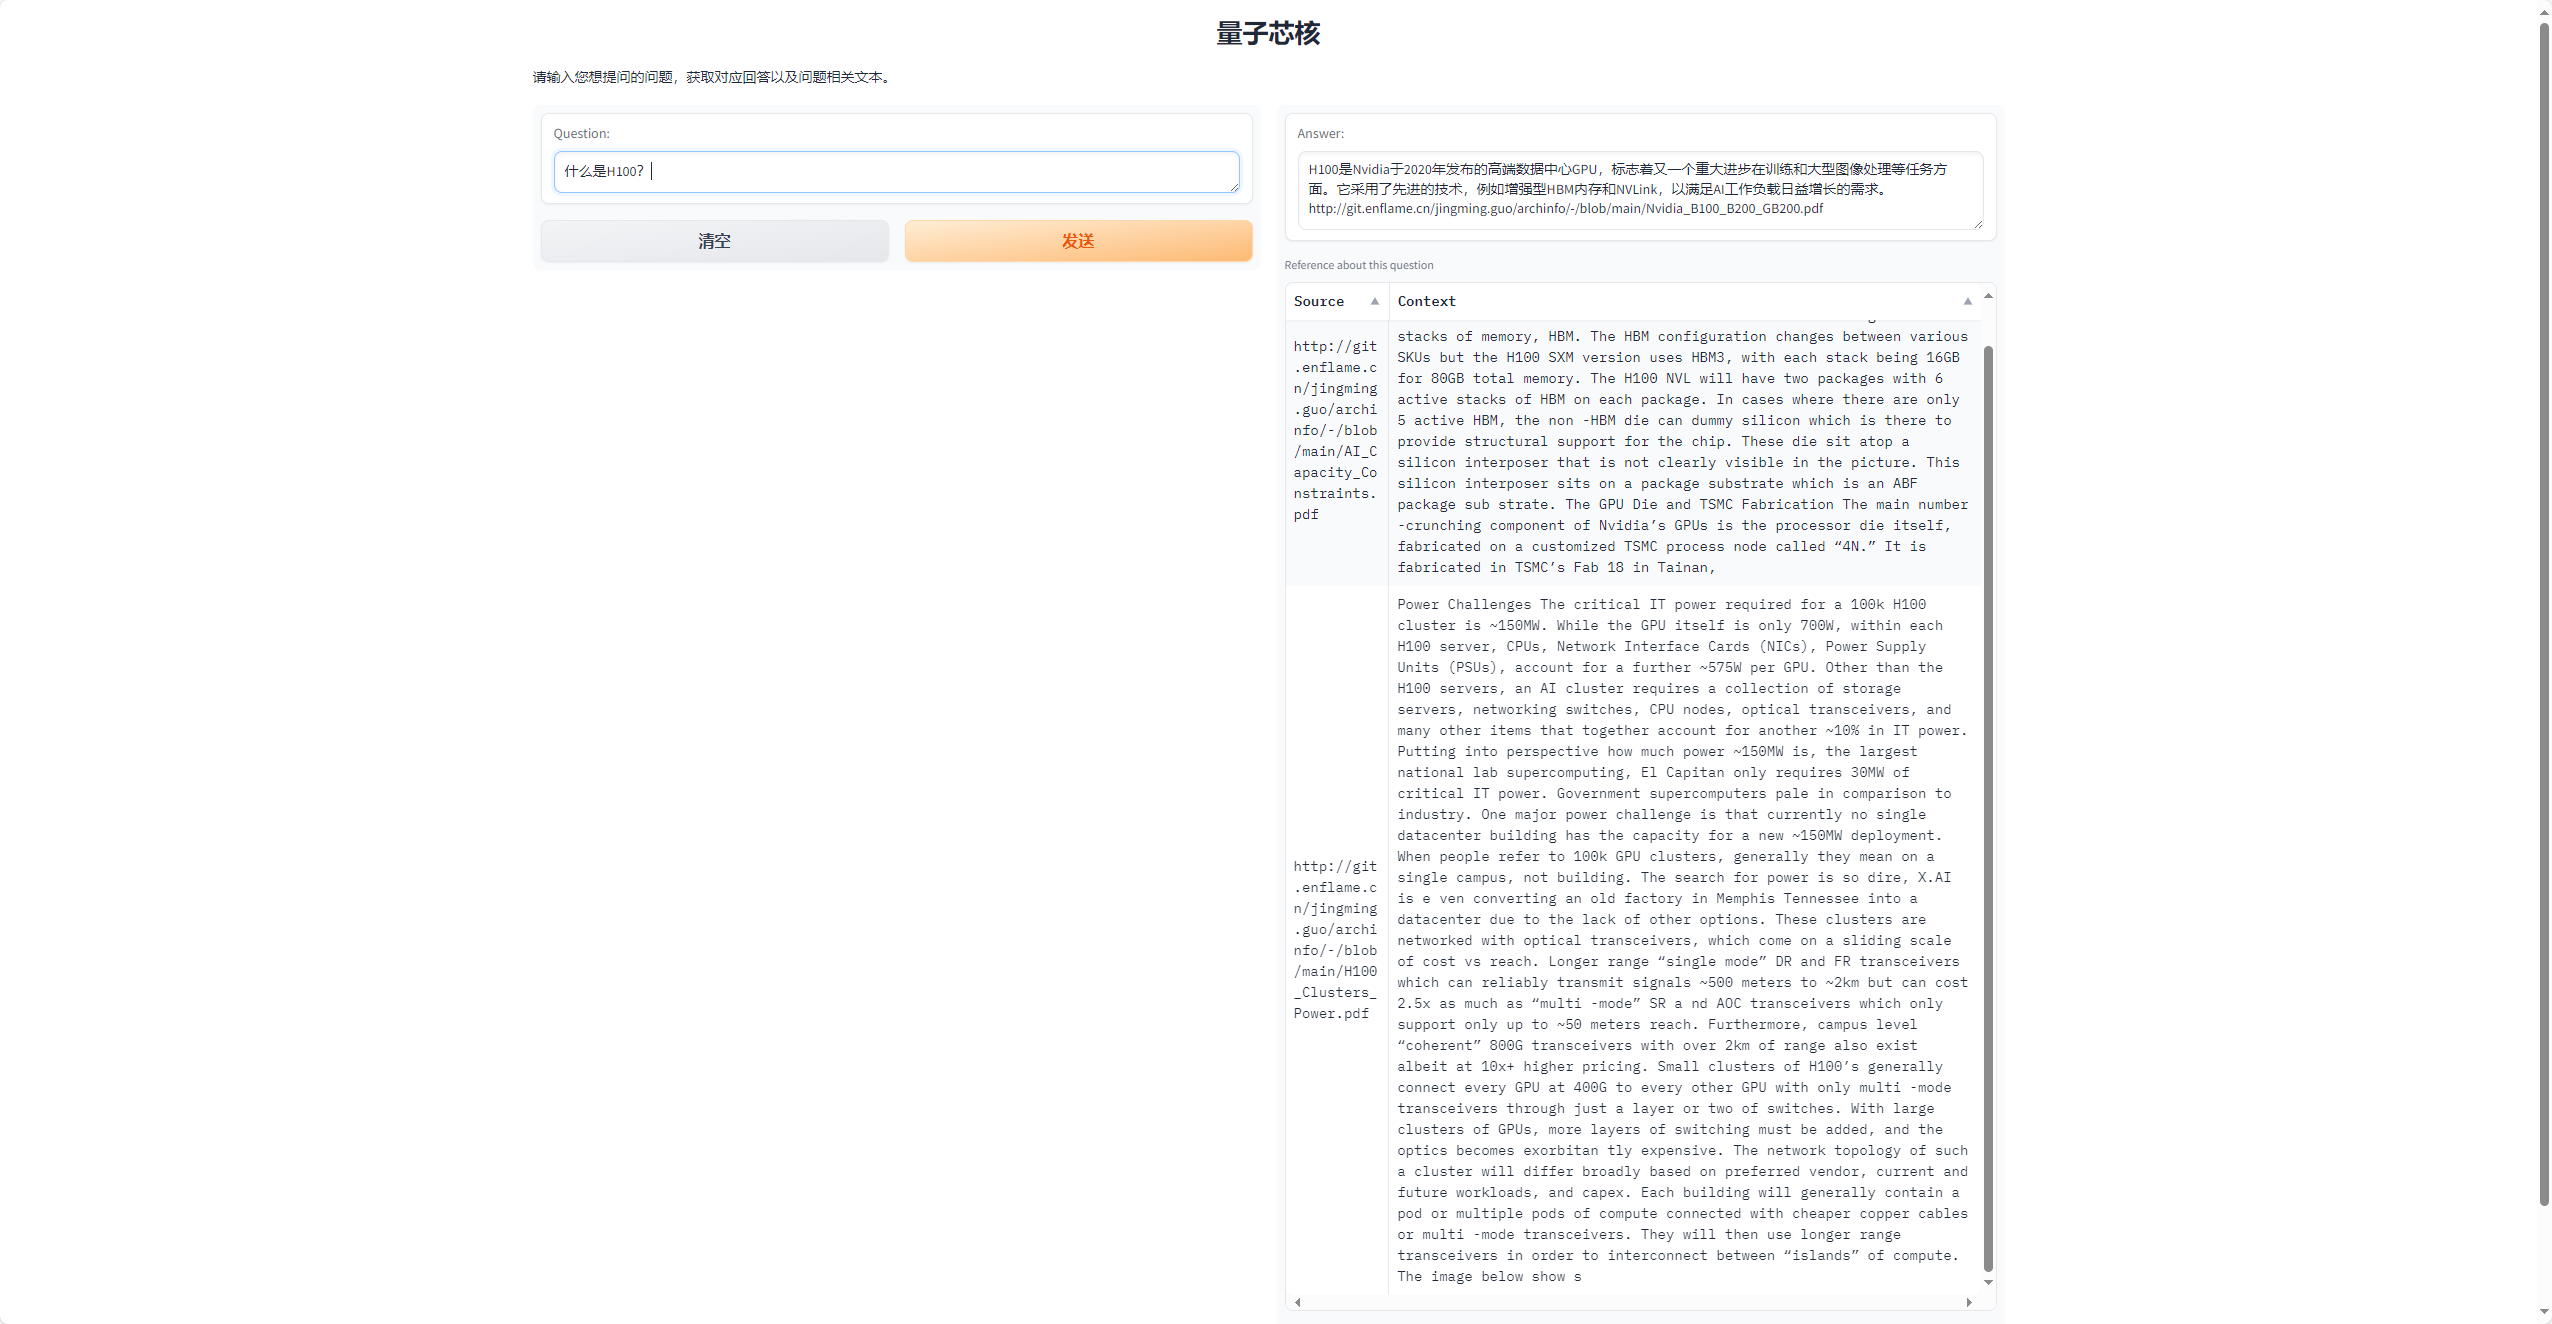 量子芯核
请输入您想提问的问题，获取对应回答以及问题相关文本。
Question:
什么是H100？
清空
发送
Answer:
H100是Nvidia于2020年发布的高端数据中心GPU，标志着又一个重大进步在训练和大型图像处理等任务方
面。它采用了先进的技术，例如增强型HBM内存和NVLink，以满足AI工作负载日益增长的需求。
http://git.enflame.cn/jingming.guo/archinfo/-/blob/main/Nvidia_B100_B200_GB200.pdf
Reference about this question
Source
Context
http://git
.enflame.c
n/jingming
.guo/archi
nfo/-/blob
/main/AI_C
apacity_Co
nstraints.
pdf
stacks of memory, HBM. The HBM configuration changes between various
SKUs but the H100 SXM version uses HBM3, with each stack being 16GB
for 80GB total memory. The H100 NVL will have two packages with 6
active stacks of HBM on each package. In cases where there are only
5 active HBM, the non -HBM die can dummy silicon which is there to
provide structural support for the chip. These die sit atop a
silicon interposer that is not clearly visible in the picture. This
silicon interposer sits on a package substrate which is an ABF
package sub strate. The GPU Die and TSMC Fabrication The main number
-crunching component of Nvidia’s GPUs is the processor die itself,
fabricated on a customized TSMC process node called “4N.” It is
fabricated in TSMC’s Fab 18 in Tainan,
http://git
.enflame.c
n/jingming
.guo/archi
nfo/-/blob
/main/H100
_Clusters_
Power.pdf
Power Challenges The critical IT power required for a 100k H100
cluster is ~150MW. While the GPU itself is only 700W, within each
H100 server, CPUs, Network Interface Cards (NICs), Power Supply
Units (PSUs), account for a further ~575W per GPU. Other than the
H100 servers, an AI cluster requires a collection of storage
servers, networking switches, CPU nodes, optical transceivers, and
many other items that together account for another ~10% in IT power.
Putting into perspective how much power ~150MW is, the largest
national lab supercomputing, El Capitan only requires 30MW of
critical IT power. Government supercomputers pale in comparison to
industry. One major power challenge is that currently no single
datacenter building has the capacity for a new ~150MW deployment.
When people refer to 100k GPU clusters, generally they mean on a
single campus, not building. The search for power is so dire, X.AI
is e ven converting an old factory in Memphis Tennessee into a
datacenter due to the lack of other options. These clusters are
networked with optical transceivers, which come on a sliding scale
of cost vs reach. Longer range “single mode” DR and FR transceivers
which can reliably transmit signals ~500 meters to ~2km but can cost
2.5x as much as “multi -mode” SR a nd AOC transceivers which only
support only up to ~50 meters reach. Furthermore, campus level
“coherent” 800G transceivers with over 2km of range also exist
albeit at 10x+ higher pricing. Small clusters of H100’s generally
connect every GPU at 400G to every other GPU with only multi -mode
transceivers through just a layer or two of switches. With large
clusters of GPUs, more layers of switching must be added, and the
optics becomes exorbitan tly expensive. The network topology of such
a cluster will differ broadly based on preferred vendor, current and
future workloads, and capex. Each building will generally contain a
pod or multiple pods of compute connected with cheaper copper cables
or multi -mode transceivers. They will then use longer range
transceivers in order to interconnect between “islands” of compute.
The image below show s